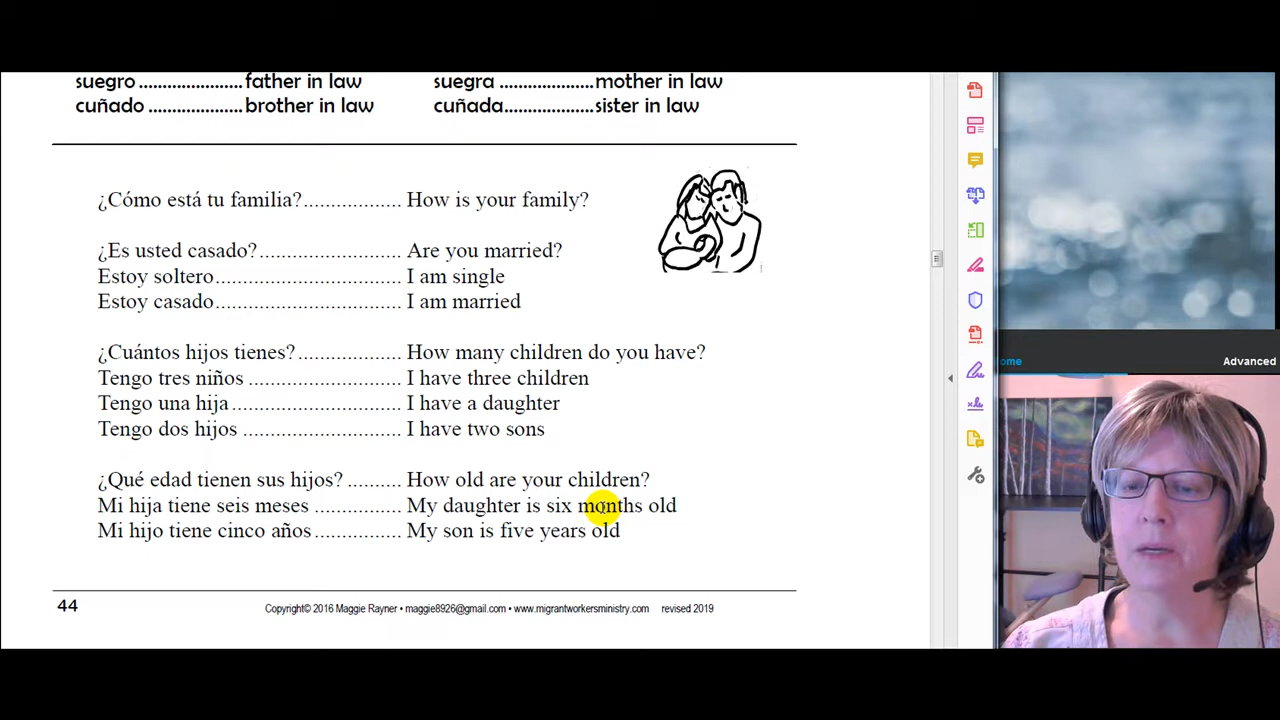 suegro ...................... father in law suegra .................... mother in law
cuñado .................... brother in law cuñada ................... sister in law
¿Cómo está tu familia? ................. How is your family?
¿Es usted casado? ......................... Are you married?
Estoy soltero ................................. I am single
Estoy casado ................................. I am married
¿Cuántos hijos tienes? .................. How many children do you have?
Tengo tres niños ........................... I have three children
Tengo una hija .............................. I have a daughter
Tengo dos hijos ............................ I have two sons
¿Qué edad tienen sus hijos? ......... How old are your children?
Mi hija tiene seis meses ................ My daughter is six months old
Mi hijo tiene cinco años ................ My son is five years old
44 Copyright© 2016 Maggie Rayner • maggie8926@gmail.com • www.migrantworkersministry.com revised 2019
Advanced